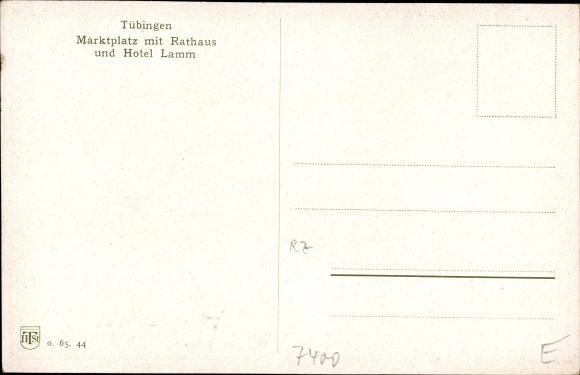 Tübingen
Marktplatz mit Rathaus
und Hotel Lamm
RZ
o. 65. 44
7400
E